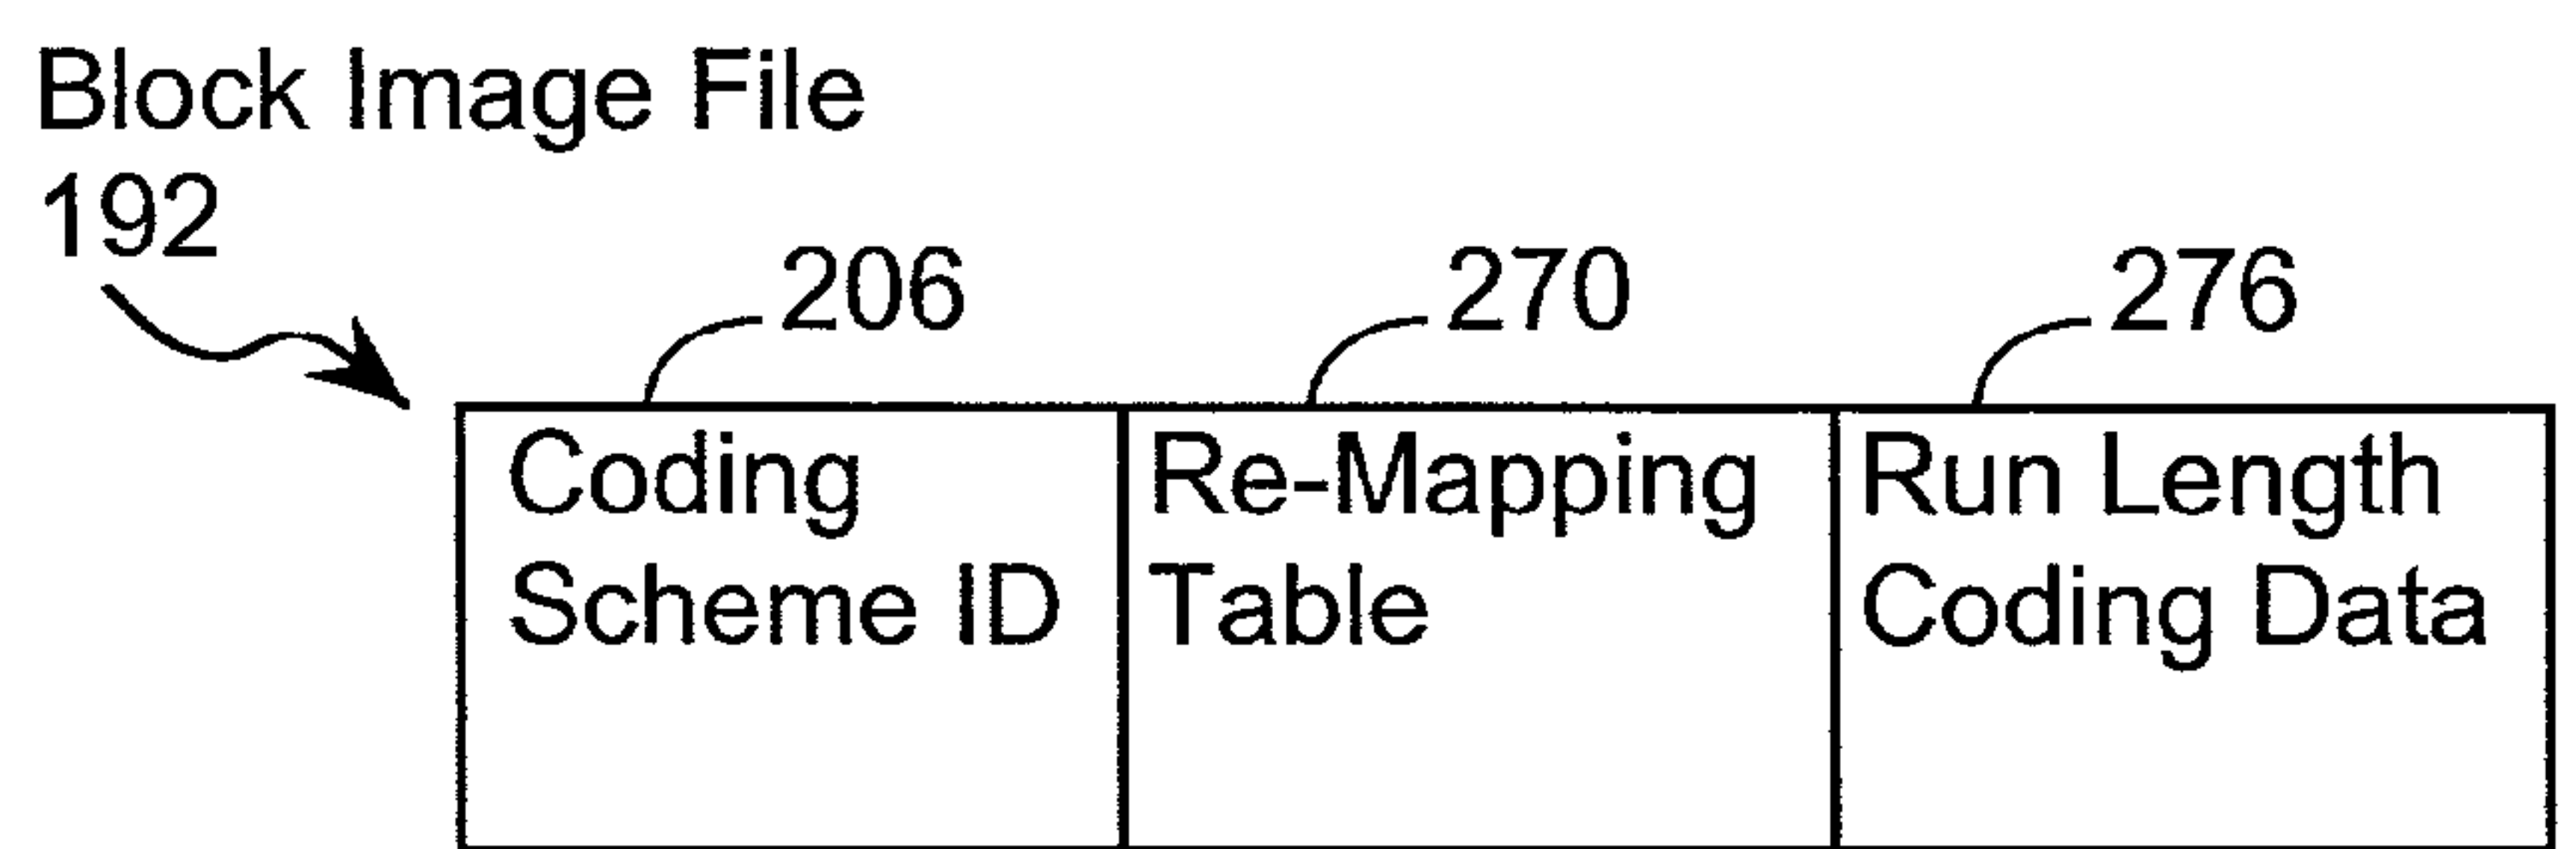 Block Image File
192
206
270
276
Coding
Scheme ID
Re-Mapping
Table
Run Length
Coding Data